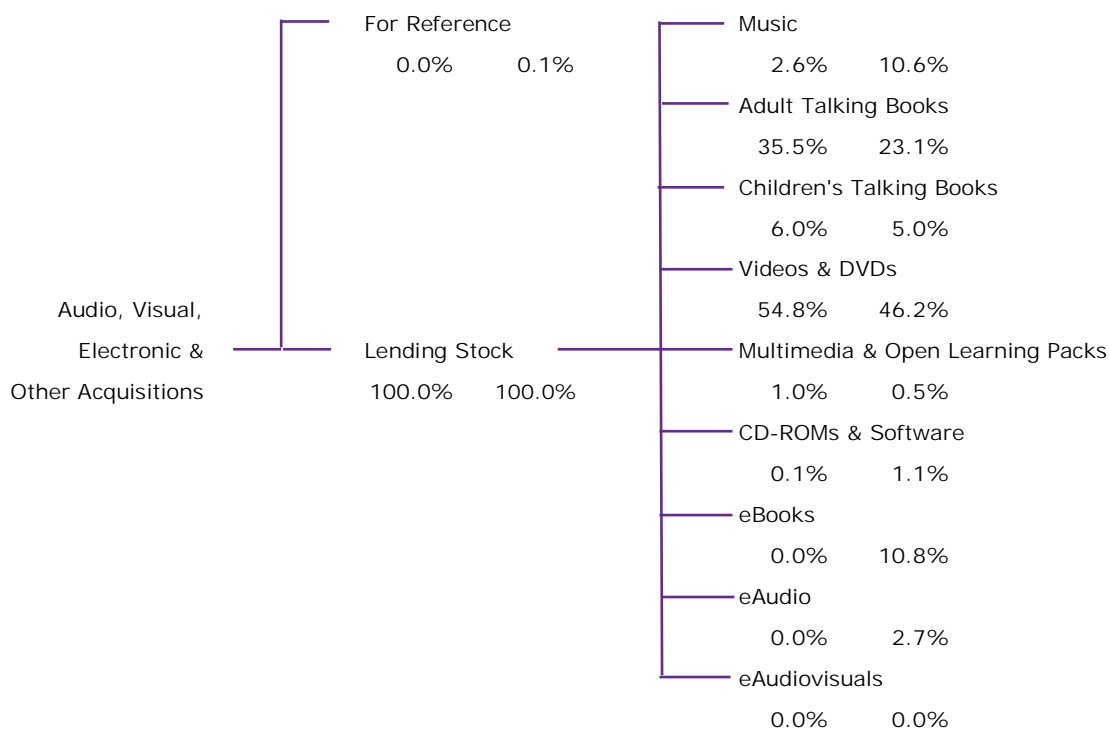 For Reference
0.0% 0.1%
Audio, Visual,
Electronic &
Other Acquisitions
Lending Stock
100.0% 100.0%
Music
2.6% 10.6%
Adult Talking Books
35.5% 23.1%
Children's Talking Books
6.0% 5.0%
Videos & DVDs
54.8% 46.2%
Multimedia & Open Learning Packs
1.0% 0.5%
CD-ROMs & Software
0.1% 1.1%
eBooks
0.0% 10.8%
eAudio
0.0% 2.7%
eAudiovisuals
0.0% 0.0%